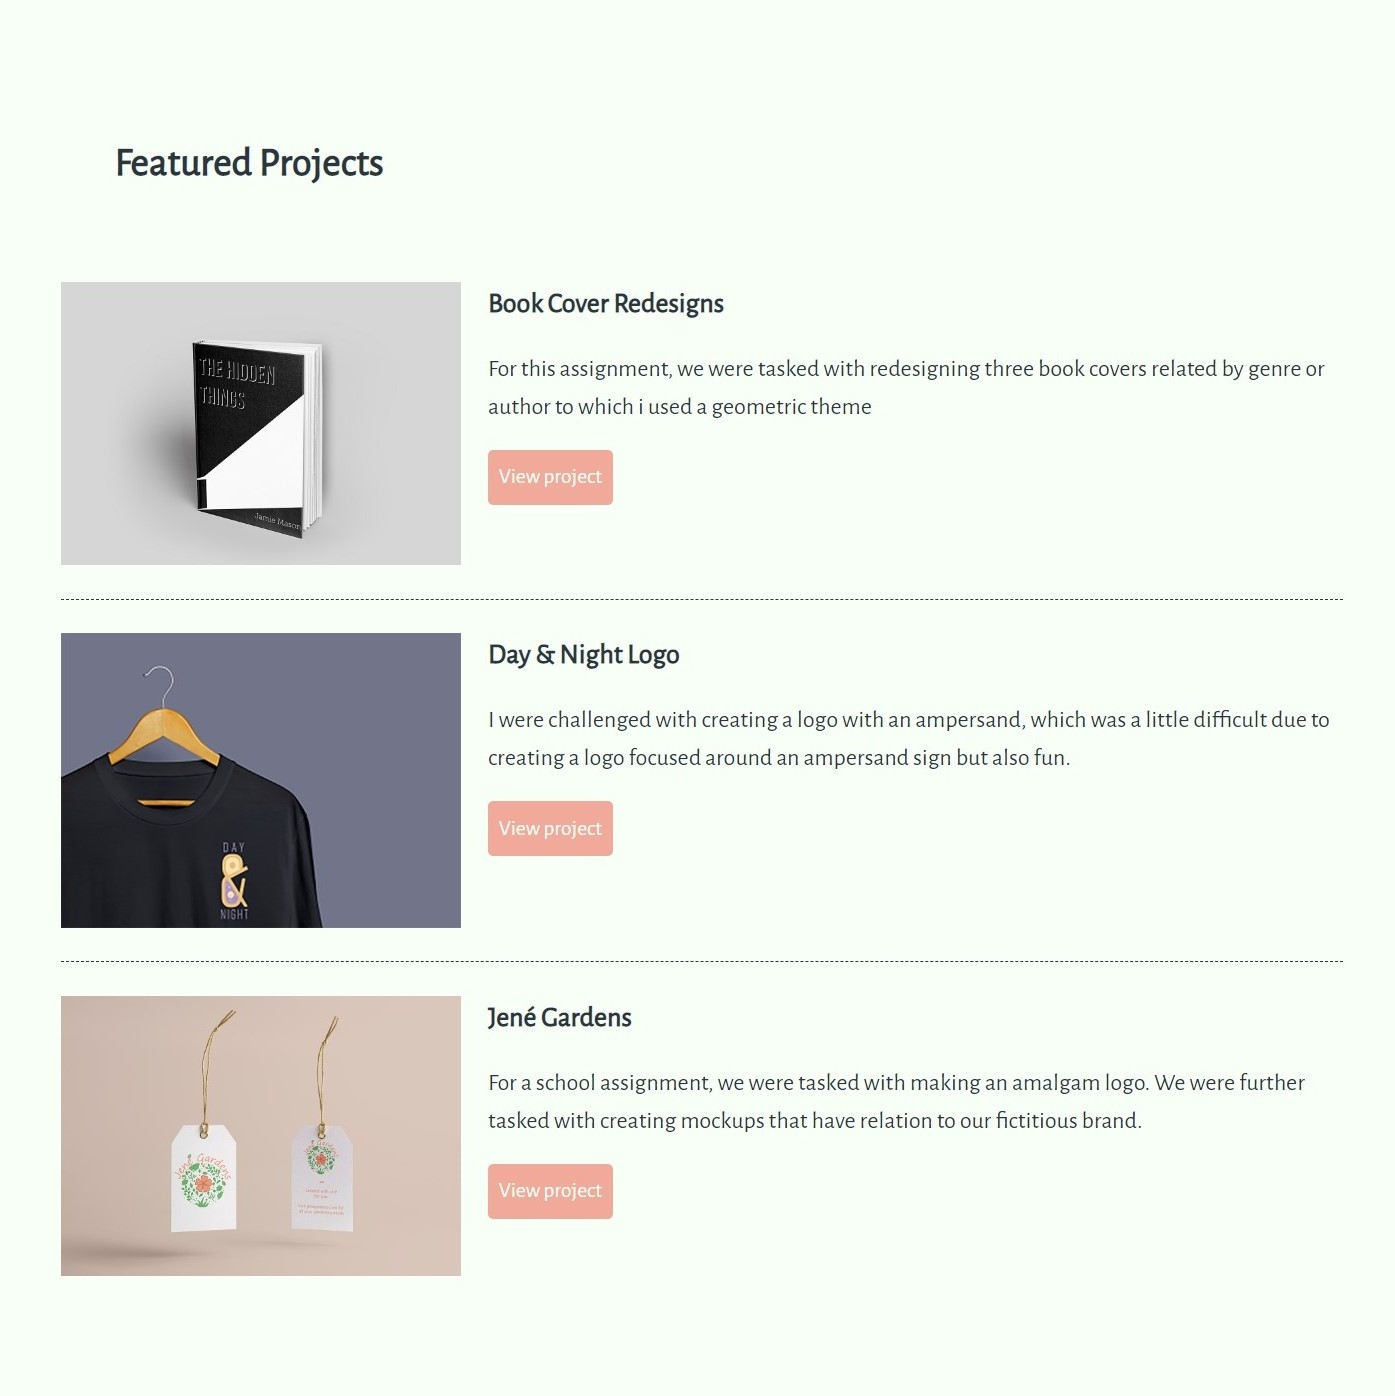 Featured Projects
THE HIDDEN
THINGS
Jamie Mason
Book Cover Redesigns
For this assignment, we were tasked with redesigning three book covers related by genre or
author to which i used a geometric theme
View project
DAY
&
NIGHT
Day & Night Logo
I were challenged with creating a logo with an ampersand, which was a little difficult due to
creating a logo focused around an ampersand sign but also fun.
View project
Jené Gardens
Jené Gardens
Jené Gardens
For a school assignment, we were tasked with making an amalgam logo. We were further
tasked with creating mockups that have relation to our fictitious brand.
View project